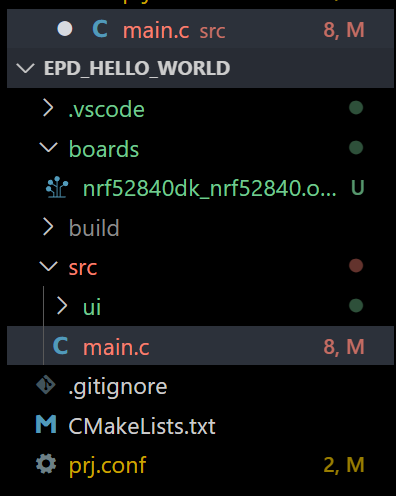 main.c src 8, M
EPD_HELLO_WORLD
.vscode
boards
nrf52840dk_nrf52840.o... U
build
src
ui
main.c 8, M
.gitignore
CMakeLists.txt
prj.conf 2, M